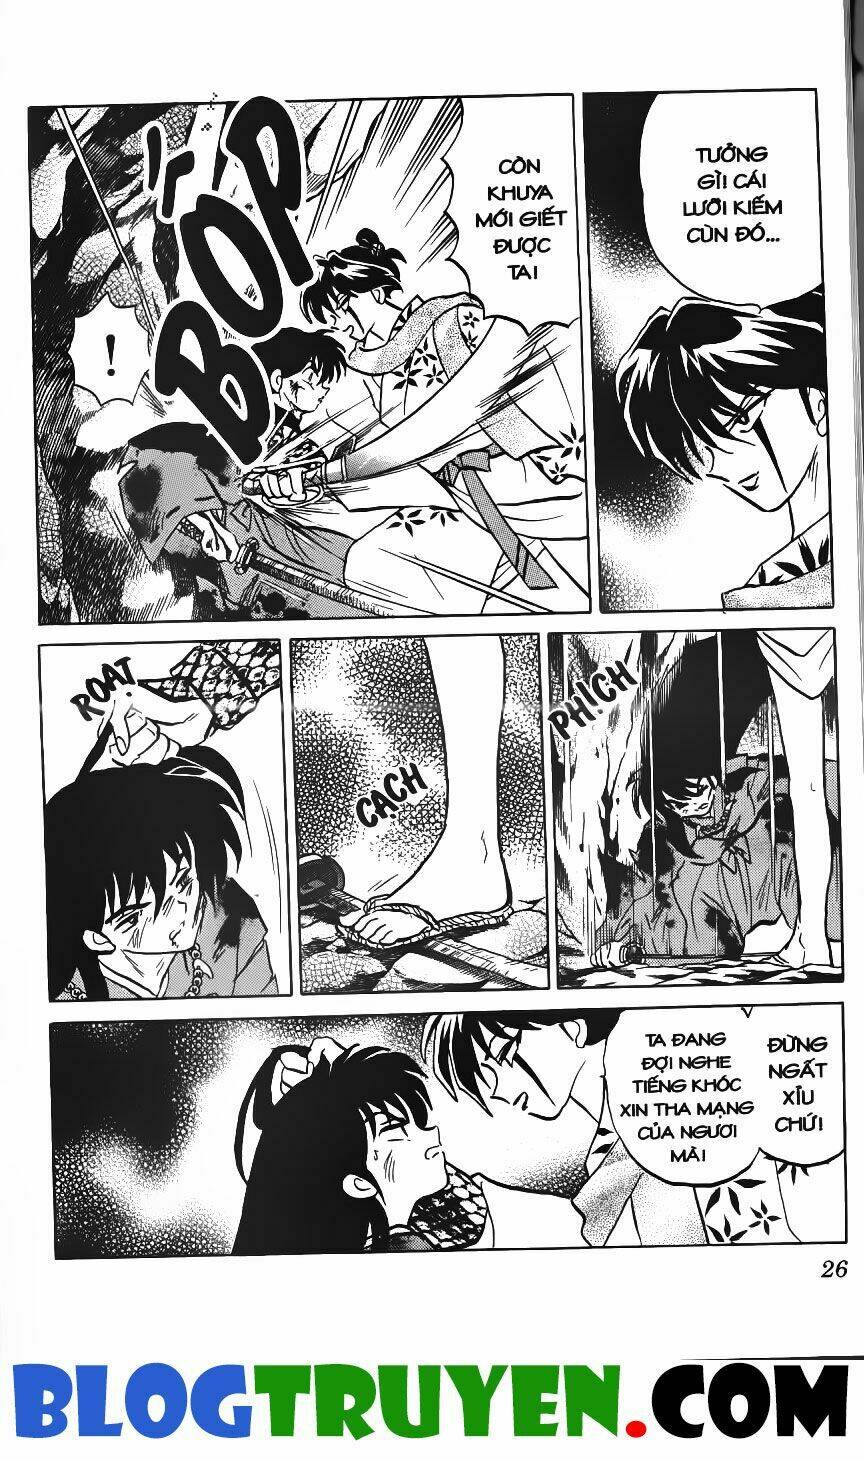 TƯỞNG
GÌ! CÁI
LƯỠI KIẾM
CÙN ĐÓ...
CÒN
KHUYA
MỚI GIẾT
ĐƯỢC
TA!
BỐP
!
ROẠT
CẠCH
PHỊCH
ĐỪNG
NGẤT
XỈU
CHỨ!
TA ĐANG
ĐỢI NGHE
TIẾNG KHÓC
XIN THA MẠNG
CỦA NGƯƠI
MÀ!
26
BLOGTRUYEN.COM